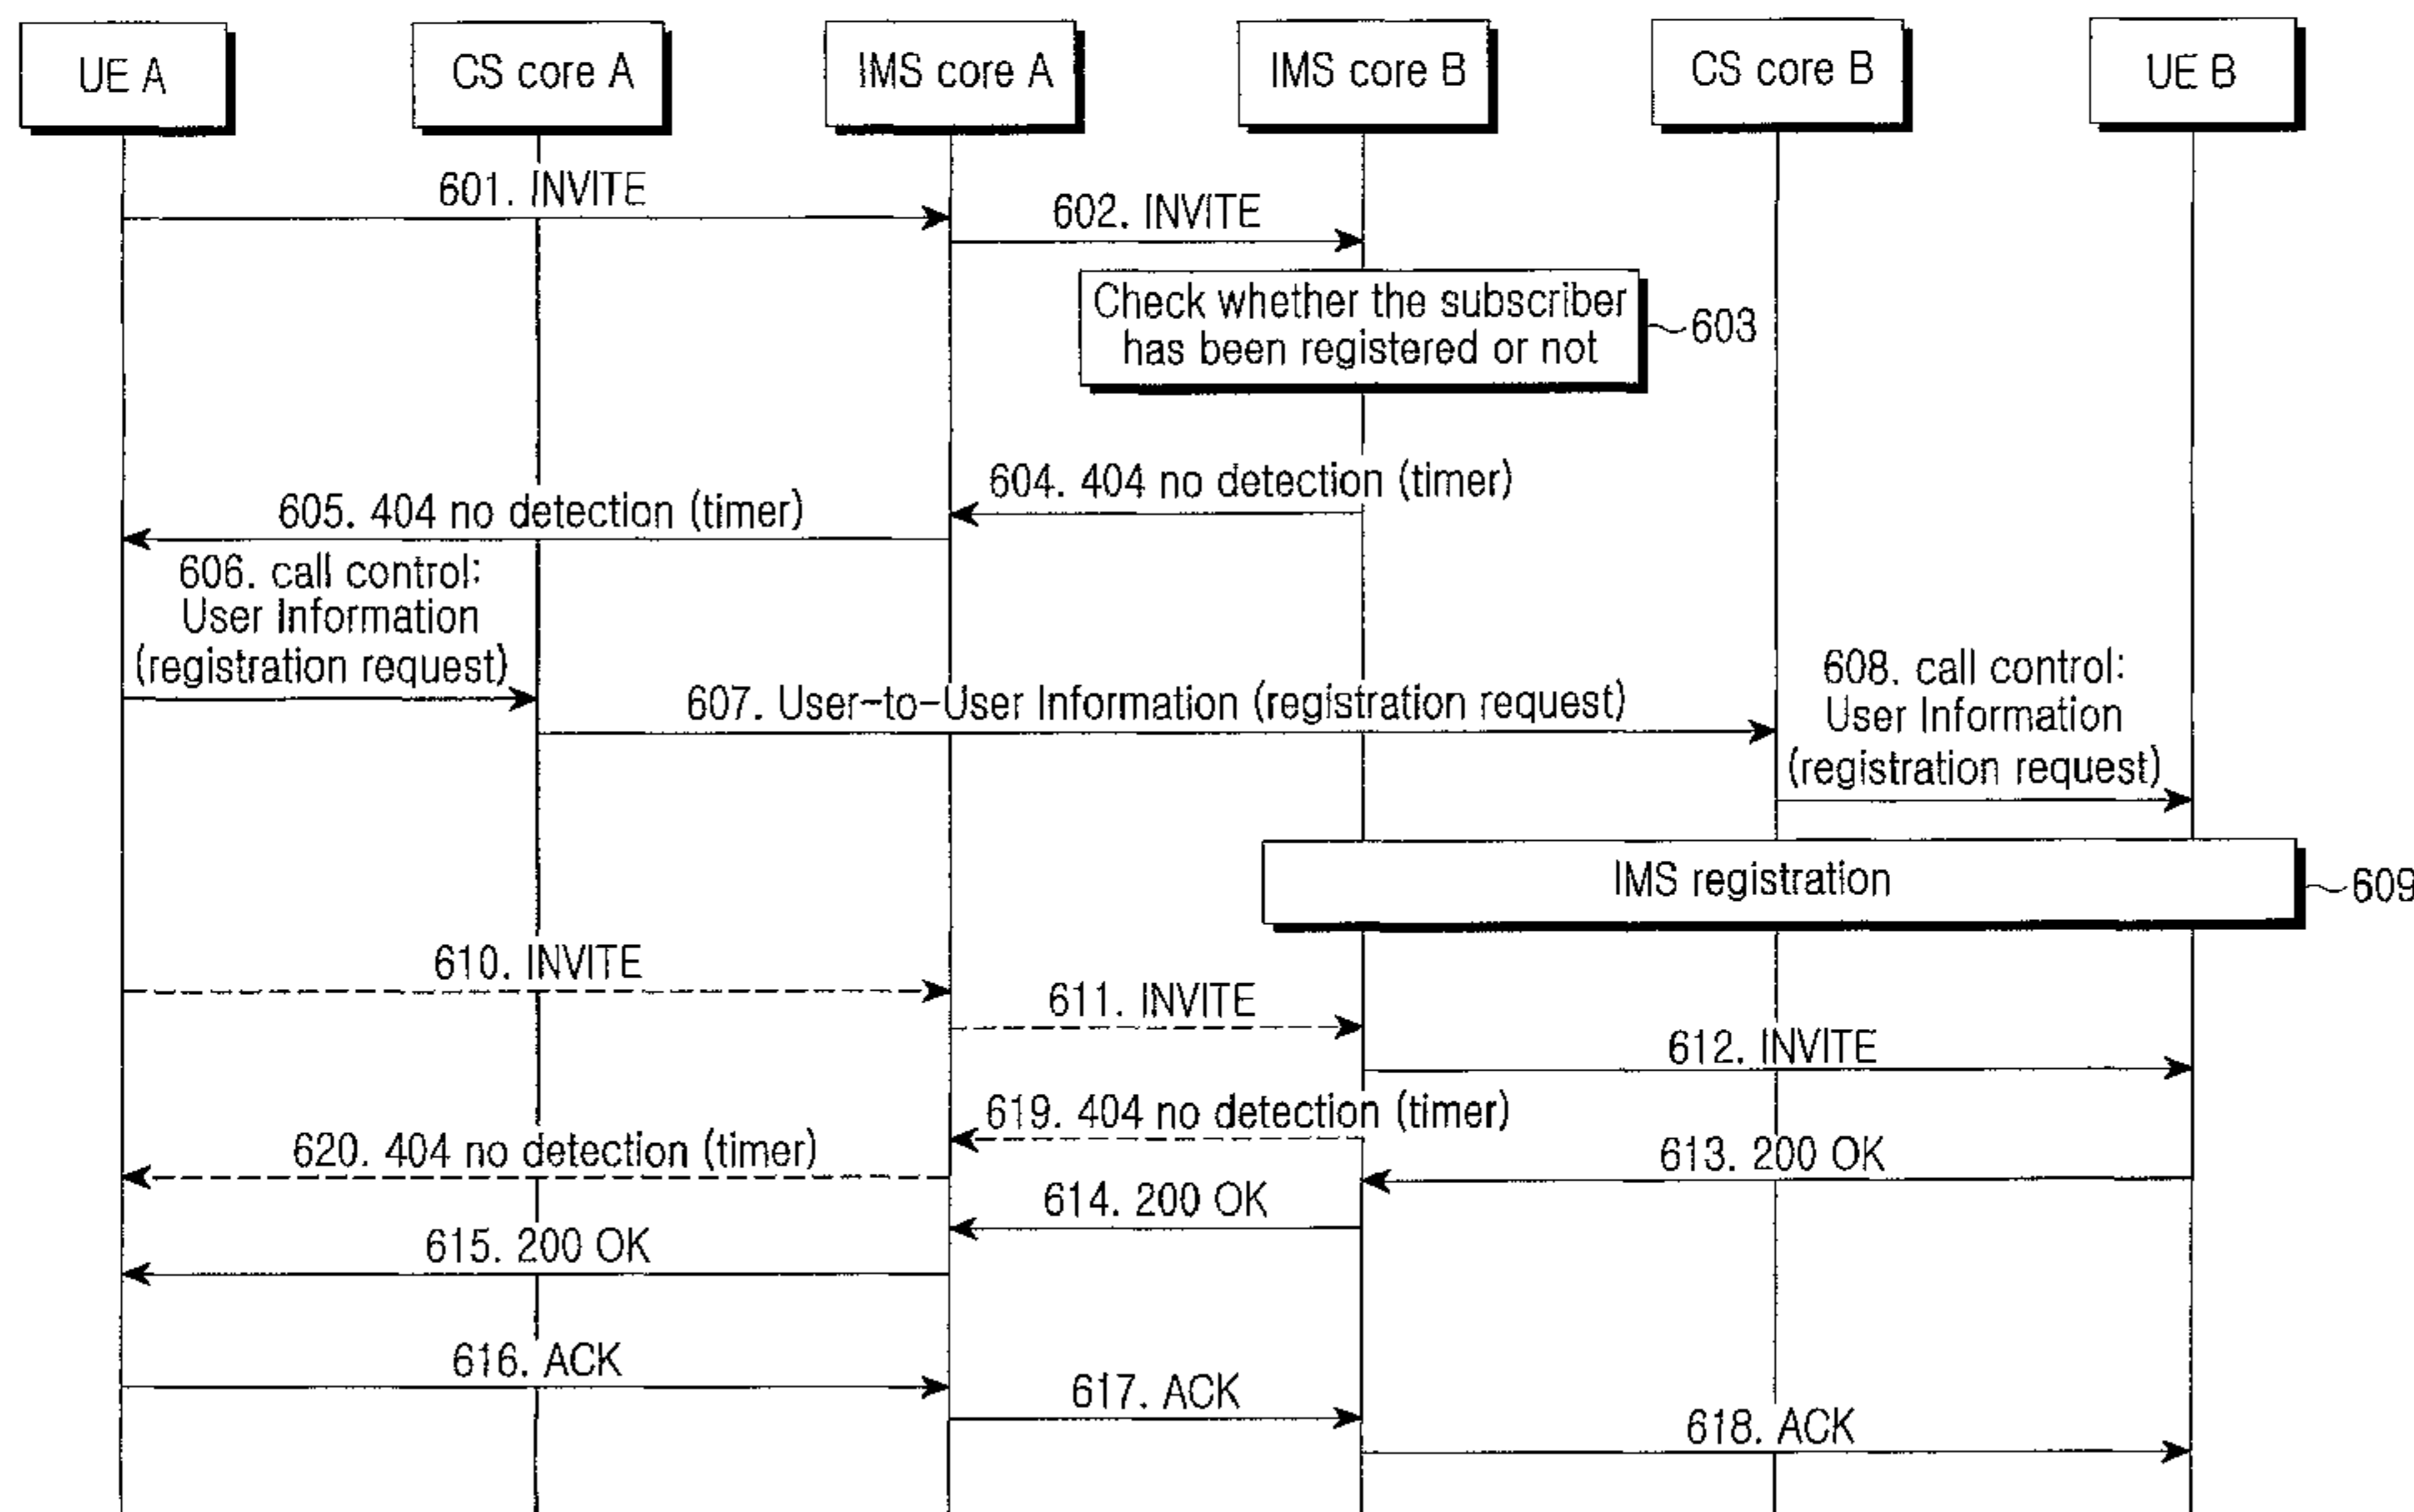 UE A
CS core A
IMS core A
IMS core B
CS core B
UE B
601. INVITE
602. INVITE
Check whether the subscriber
has been registered or not
603
604. 404 no detection (timer)
605. 404 no detection (timer)
606. call control:
User Information
(registration request)
607. User-to-User Information (registration request)
608. call control:
User Information
(registration request)
IMS registration
609
610. INVITE
611. INVITE
612. INVITE
619. 404 no detection (timer)
620. 404 no detection (timer)
613. 200 OK
614. 200 OK
615. 200 OK
616. ACK
617. ACK
618. ACK